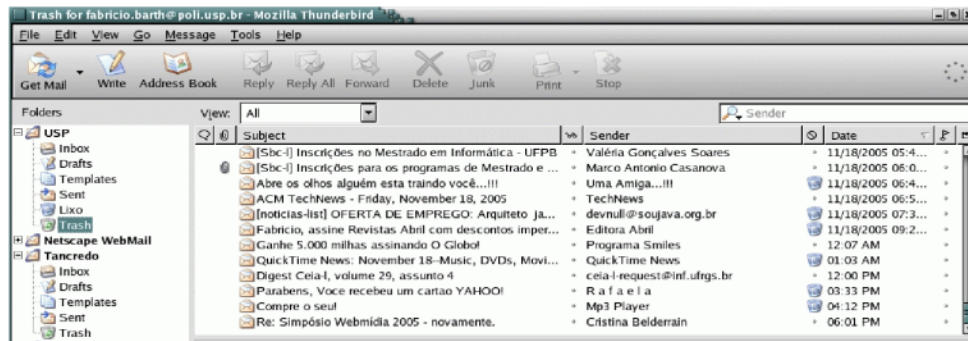 Trash for fabricio.barth@poli.usp.br - Mozilla Thunderbird
File Edit View Go Message Tools Help
Get Mail Write Address Book Reply Reply All Forward Delete Junk Print Stop
Folders View: All Sender
Subject Sender Date
USP
Inbox
Drafts
Templates
Sent
Lixo
Trash
Netscape WebMail
Tancredo
Inbox
Drafts
Templates
Sent
Trash
[Sbc-l] Inscrições no Mestrado em Informática - UFPB Valéria Gonçalves Soares 11/18/2005 05:4...
[Sbc-l] Inscrições para os programas de Mestrado e ... Marco Antonio Casanova 11/18/2005 06:0...
Abre os olhos alguém esta traindo você...!!! Uma Amiga...!!! 11/18/2005 06:4...
ACM TechNews - Friday, November 18, 2005 TechNews 11/18/2005 06:5...
[noticias-list] OFERTA DE EMPREGO: Arquiteto ja... devnull@soujava.org.br 11/18/2005 07:3...
Fabricio, assine Revistas Abril com descontos imper... Editora Abril 11/18/2005 09:2...
Ganhe 5.000 milhas assinando O Globo! Programa Smiles 12:07 AM
QuickTime News: November 18--Music, DVDs, Movi... QuickTime News 01:03 AM
Digest Ceia-l, volume 29, assunto 4 ceia-l-request@inf.ufrgs.br 12:00 PM
Parabens, Voce recebeu um cartao YAHOO! R a f a e l a 03:33 PM
Compre o seu! Mp3 Player 04:12 PM
Re: Simpósio Webmídia 2005 - novamente. Cristina Belderrain 06:01 PM